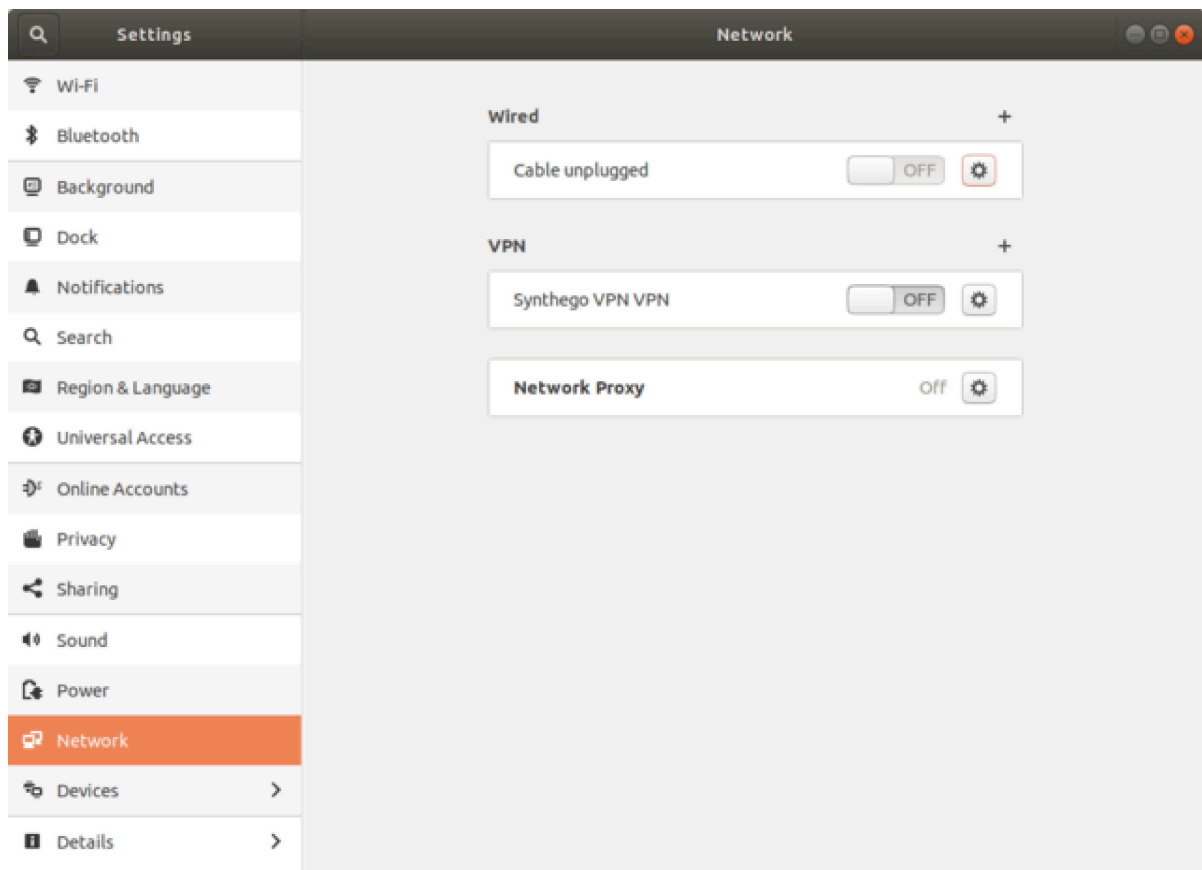 Settings
Network
Wi-Fi
Bluetooth
Background
Dock
Notifications
Search
Region & Language
Universal Access
Online Accounts
Privacy
Sharing
Sound
Power
Network
Devices
Details
Wired
Cable unplugged OFF
VPN
Synthego VPN VPN OFF
Network Proxy Off